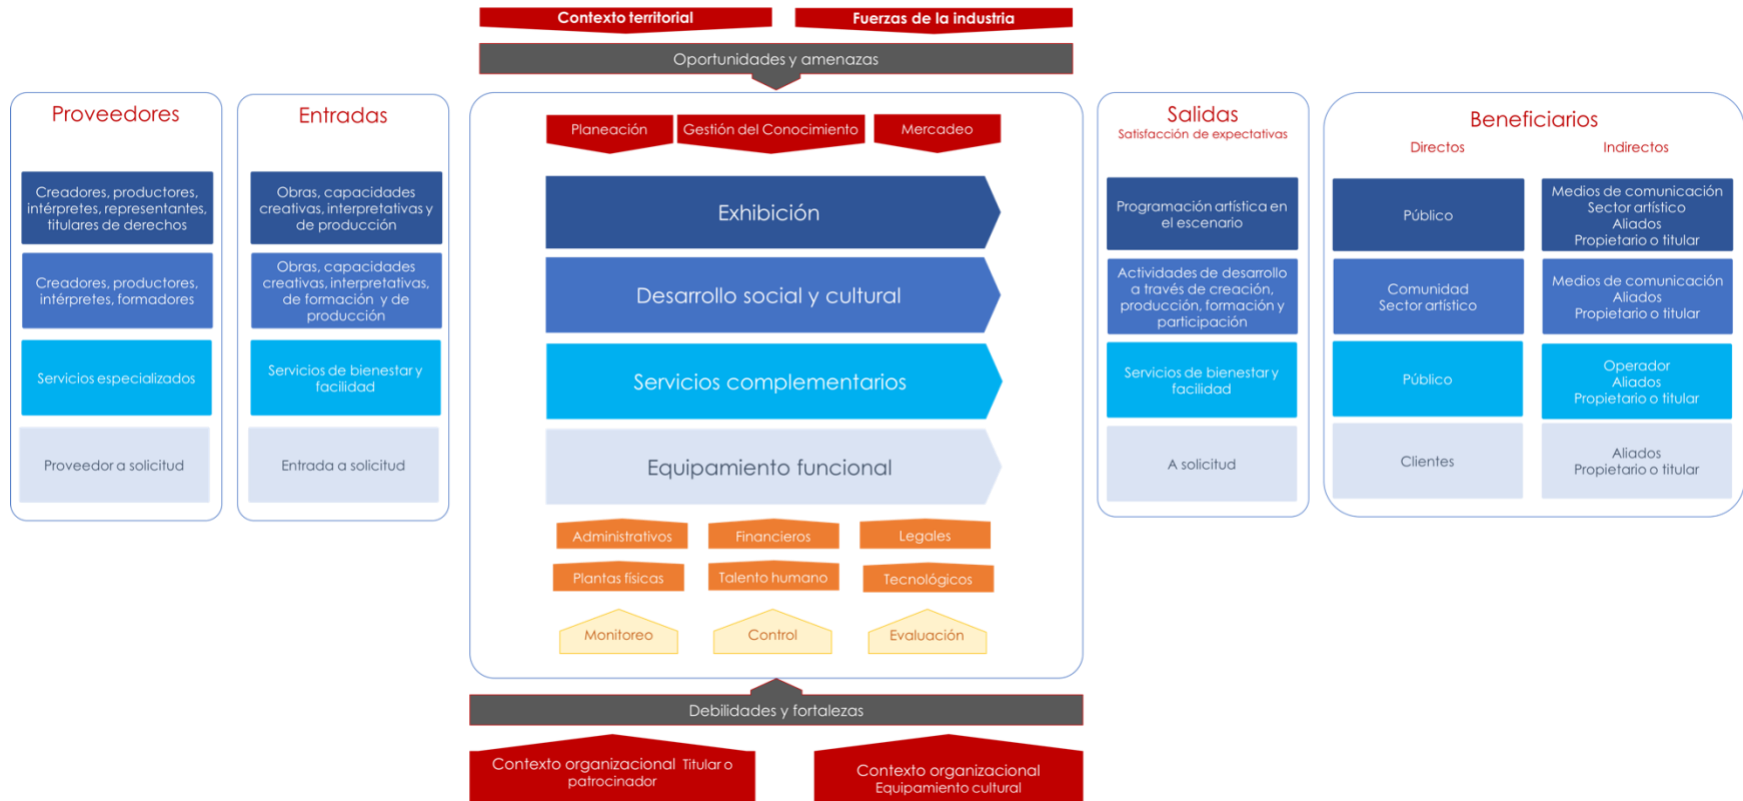 Contexto territorial
Fuerzas de la industria
Oportunidades y amenazas
Proveedores
Creadores, productores,
intérpretes, representantes,
titulares de derechos
Creadores, productores,
intérpretes, formadores
Servicios especializados
Proveedor a solicitud
Entradas
Obras, capacidades
creativas, interpretativas y
de producción
Obras, capacidades
creativas, interpretativas,
de formación y de
producción
Servicios de bienestar y
facilidad
Entrada a solicitud
Planeación
Gestión del Conocimiento
Mercadeo
Exhibición
Desarrollo social y cultural
Servicios complementarios
Equipamiento funcional
Administrativos
Financieros
Legales
Plantas físicas
Talento humano
Tecnológicos
Monitoreo
Control
Evaluación
Salidas
Satisfacción de expectativas
Programación artística en
el escenario
Actividades de desarrollo
a través de creación,
producción, formación y
participación
Servicios de bienestar y
facilidad
A solicitud
Beneficiarios
Directos
Indirectos
Público
Medios de comunicación
Sector artístico
Aliados
Propietario o titular
Comunidad
Sector artístico
Medios de comunicación
Aliados
Propietario o titular
Público
Operador
Aliados
Propietario o titular
Clientes
Aliados
Propietario o titular
Debilidades y fortalezas
Contexto organizacional Titular o
patrocinador
Contexto organizacional
Equipamiento cultural